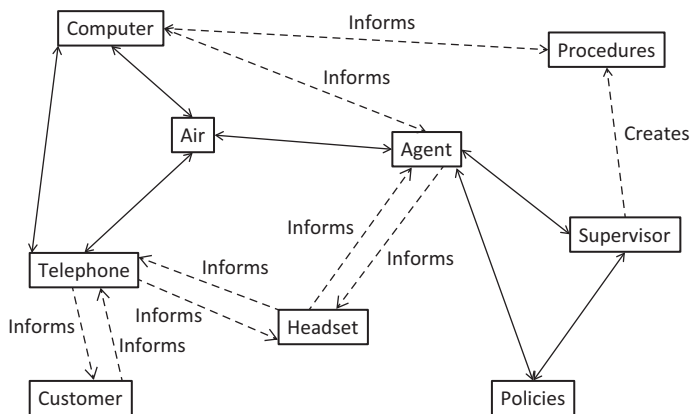 Computer
Informs
Procedures
Informs
Air
Agent
Creates
Informs
Supervisor
Informs
Informs
Telephone
Informs
Informs
Headset
Informs
Customer
Policies